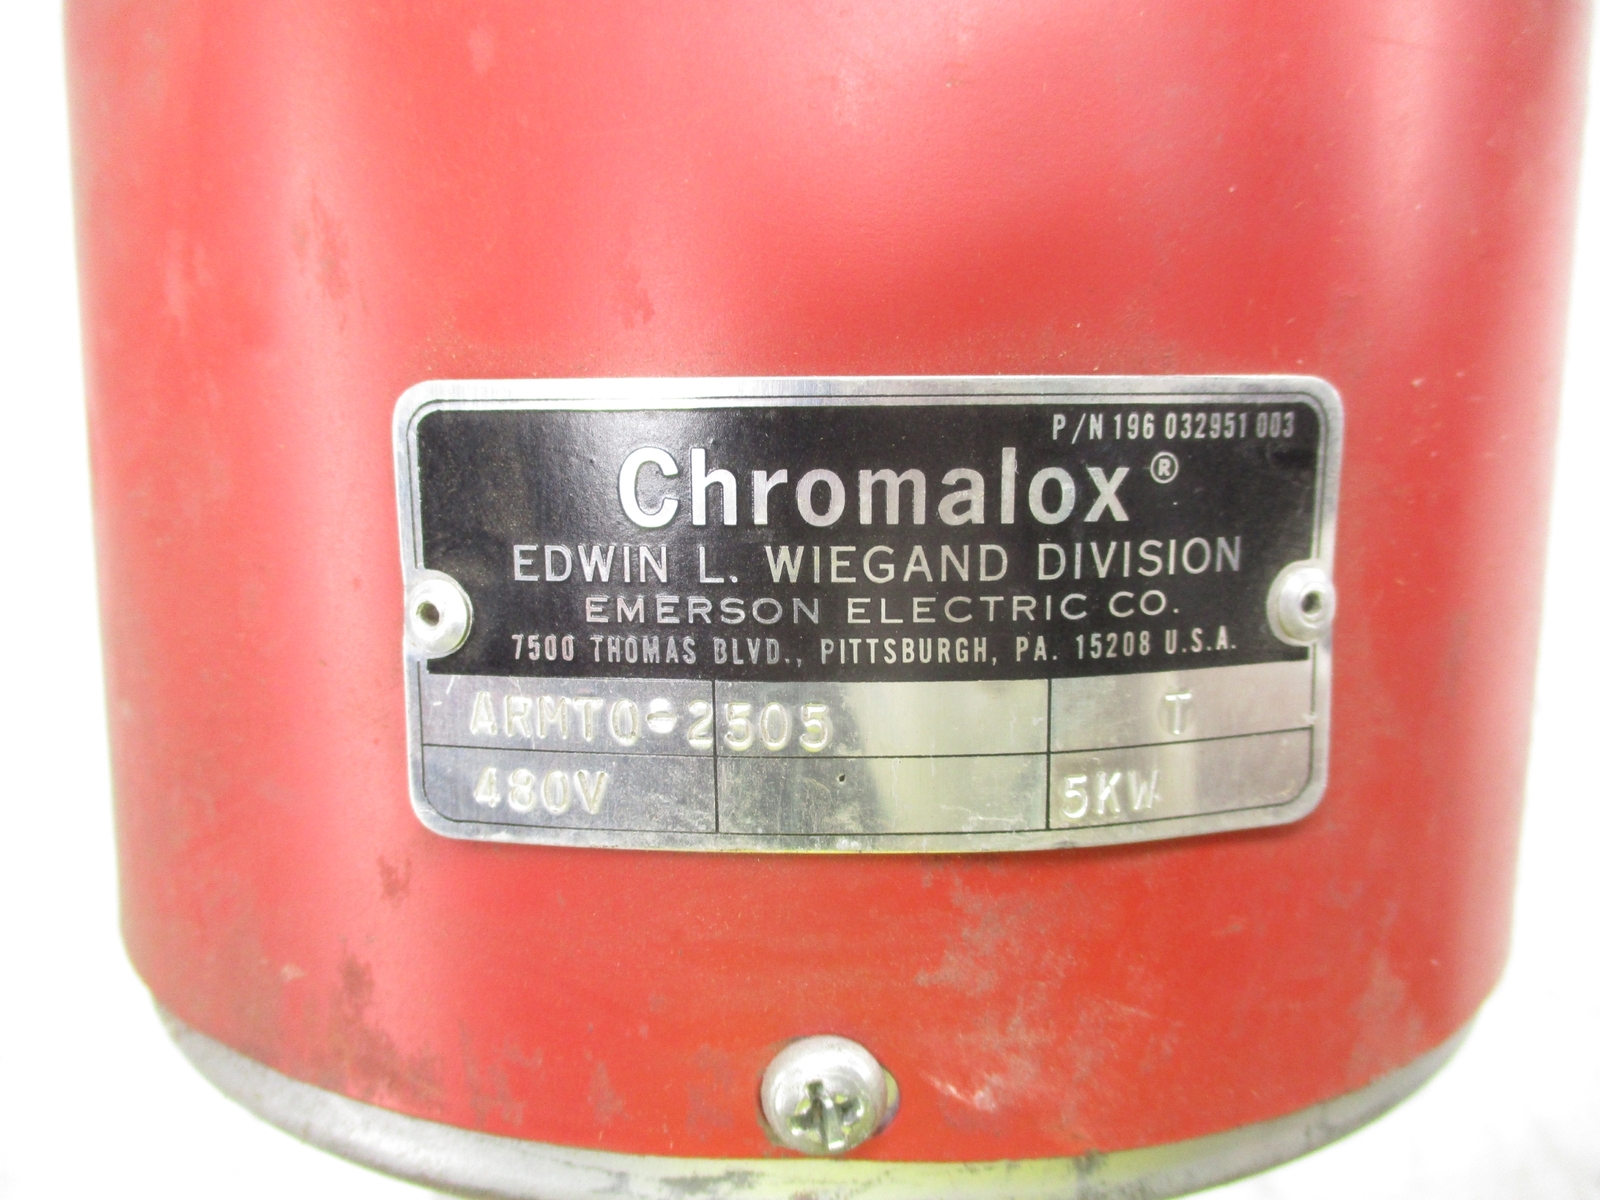 P/N 196 032951 003
Chromalox®
EDWIN L. WIEGAND DIVISION
EMERSON ELECTRIC CO.
7500 THOMAS BLVD., PITTSBURGH, PA. 15208 U.S.A.
ARMTO-2505 T
480V 5KW